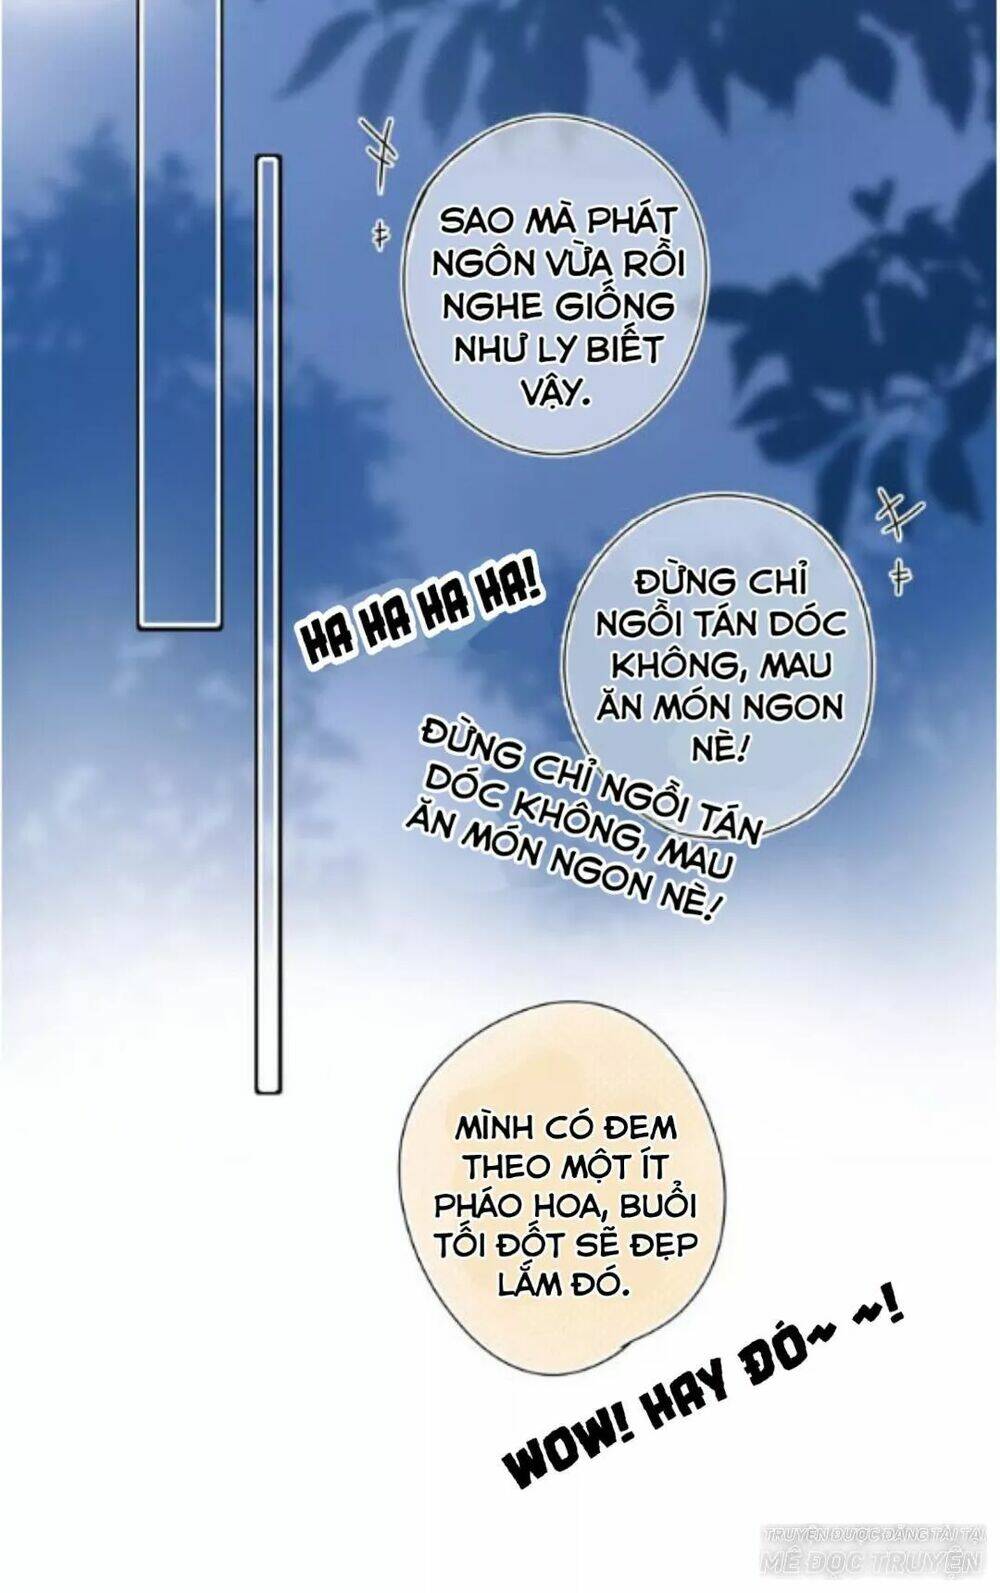 SAO MÀ PHÁT
NGÔN VỪA RỒI
NGHE GIỐNG
NHƯ LY BIẾT
VẬY.
HA HA HA HA!
ĐỪNG CHỈ
NGỒI TÁN DÓC
KHÔNG, MAU
ĂN MÓN NGON
NÈ!
ĐỪNG CHỈ NGỒI TÁN
DÓC KHÔNG, MAU
ĂN MÓN NGON NÈ!
MÌNH CÓ ĐEM
THEO MỘT ÍT
PHÁO HOA, BUỔI
TỐI ĐỐT SẼ ĐẸP
LẮM ĐÓ.
WOW! HAY ĐÓ~ ~!
TRUYỆN ĐƯỢC ĐĂNG TẢI TẠI
MÊ ĐỌC TRUYỆN